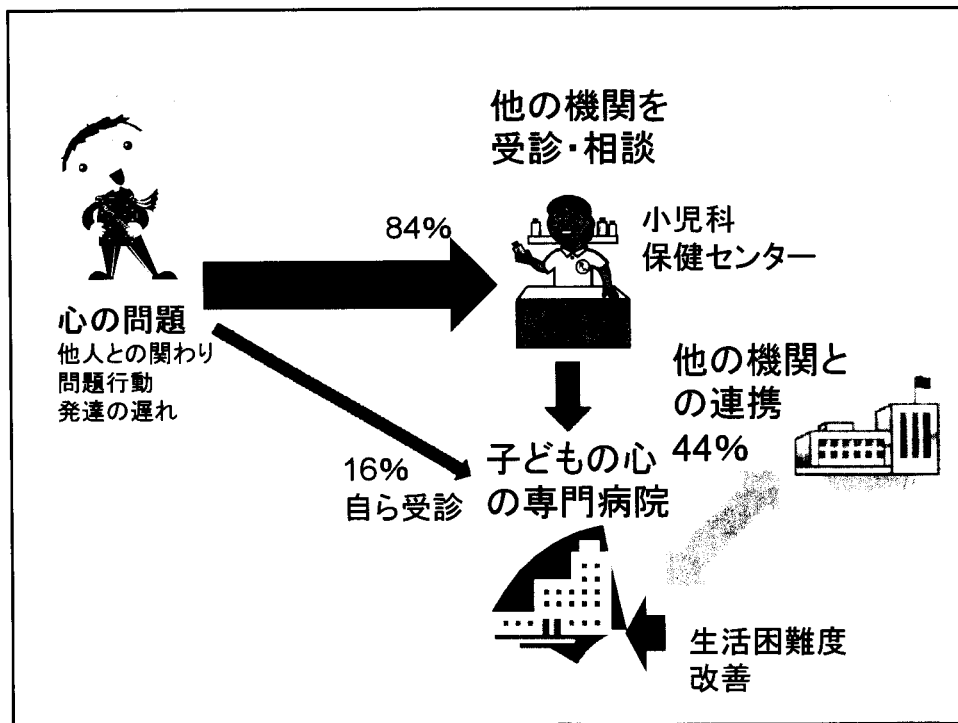 他の機関を
受診・相談
84%
小児科
保健センター
心の問題
他人との関わり
問題行動
発達の遅れ
他の機関と
の連携
44%
16%
自ら受診
子どもの心
の専門病院
生活困難度
改善